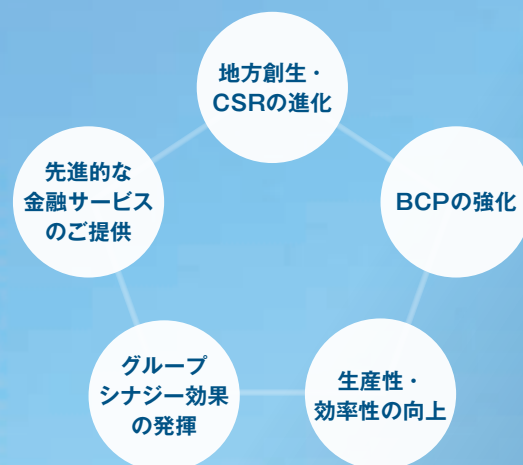 地方創生・
CSRの進化
先進的な
金融サービス
のご提供
BCPの強化
グループ
シナジー効果
の発揮
生産性・
効率性の向上